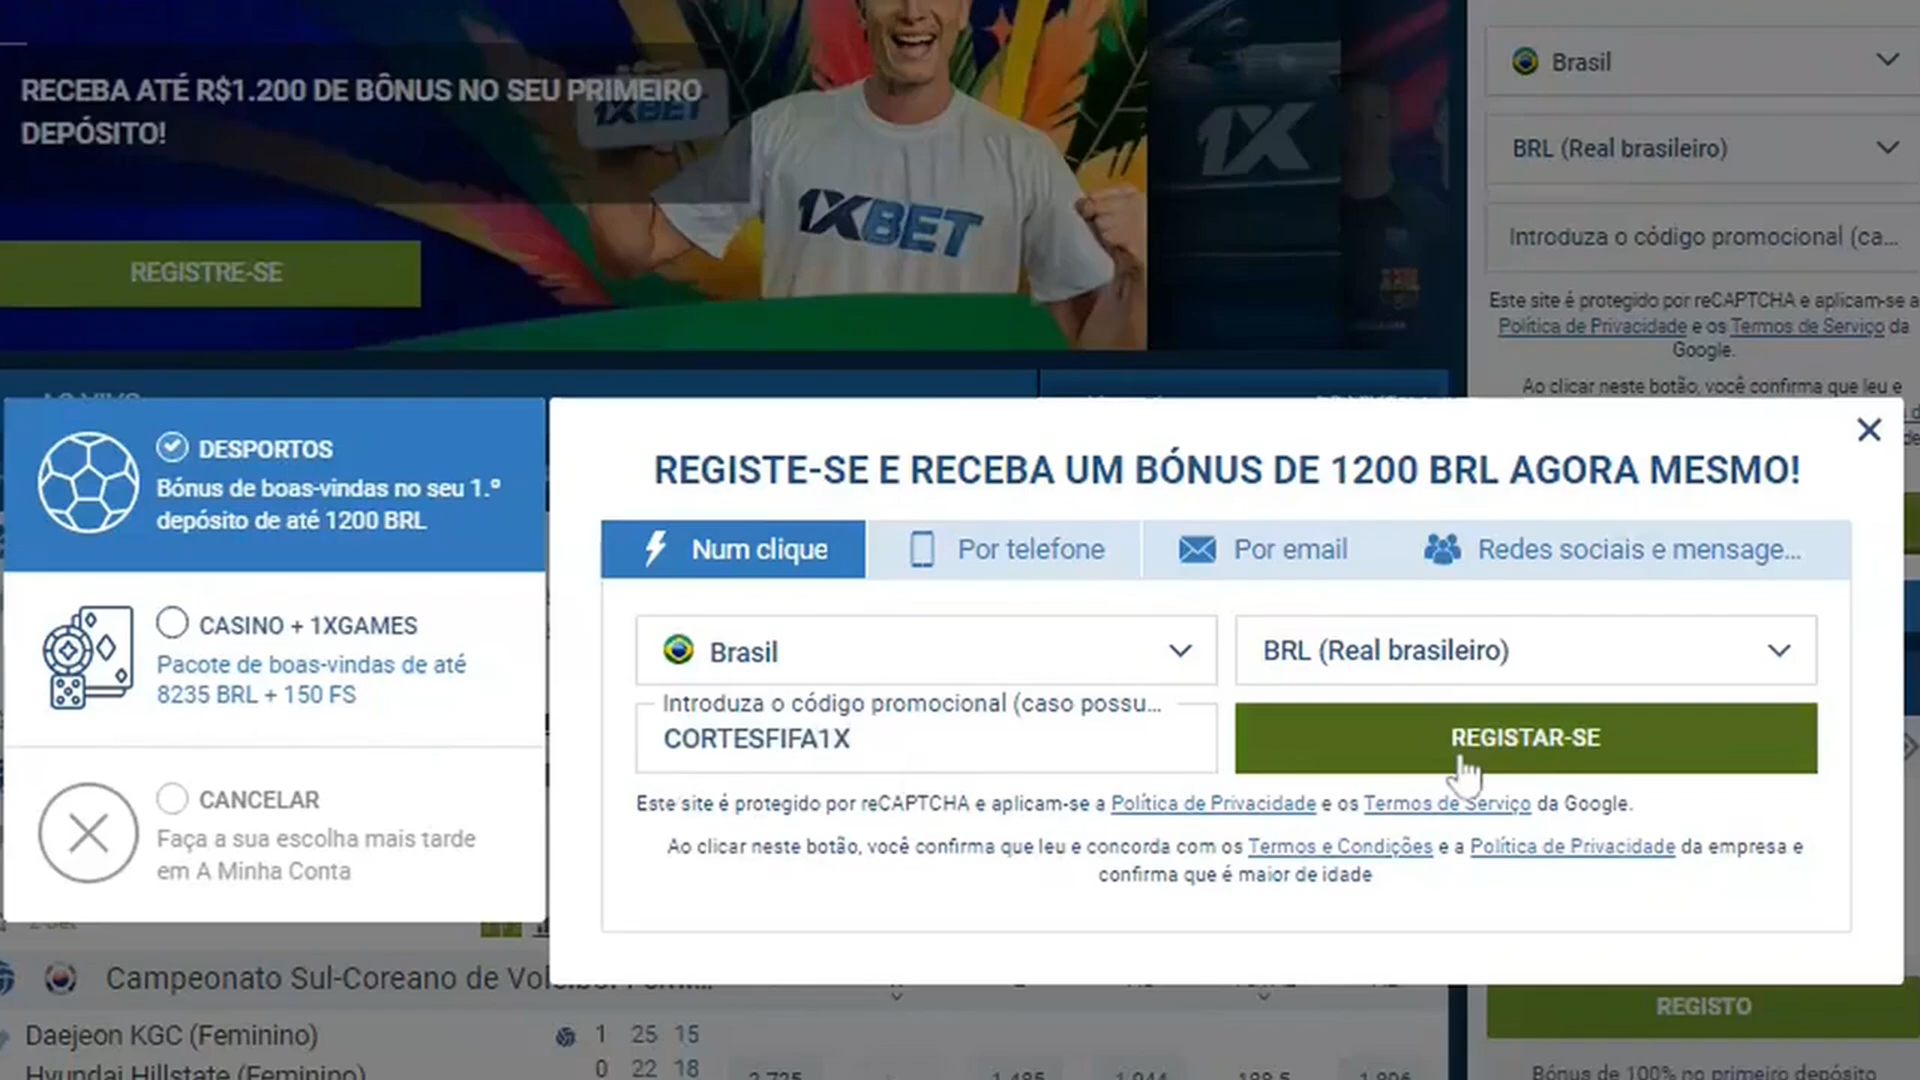 RECEBA ATÉ R$1.200 DE BÔNUS NO SEU PRIMEIRO
DEPÓSITO!
1XBET
1XBET
1X
REGISTRE-SE
Brasil
BRL (Real brasileiro)
Introduza o código promocional (ca...
Este site é protegido por reCAPTCHA e aplicam-se a
Política de Privacidade e os Termos de Serviço da
Google.
Ao clicar neste botão, você confirma que leu e
DESPORTOS
Bónus de boas-vindas no seu 1.º
depósito de até 1200 BRL
CASINO + 1XGAMES
Pacote de boas-vindas de até
8235 BRL + 150 FS
CANCELAR
Faça a sua escolha mais tarde
em A Minha Conta
REGISTE-SE E RECEBA UM BÓNUS DE 1200 BRL AGORA MESMO!
Num clique
Por telefone
Por email
Redes sociais e mensage...
Brasil
BRL (Real brasileiro)
Introduza o código promocional (caso possu...
CORTESFIFA1X
REGISTAR-SE
Este site é protegido por reCAPTCHA e aplicam-se a Política de Privacidade e os Termos de Serviço da Google.
Ao clicar neste botão, você confirma que leu e concorda com os Termos e Condições e a Política de Privacidade da empresa e
confirma que é maior de idade
Campeonato Sul-Coreano de
Daejeon KGC (Feminino) 1 25 15
Hyundai Hillstate (Feminino) 0 22 18
REGISTO
Bónus de 100% no primeiro depósito